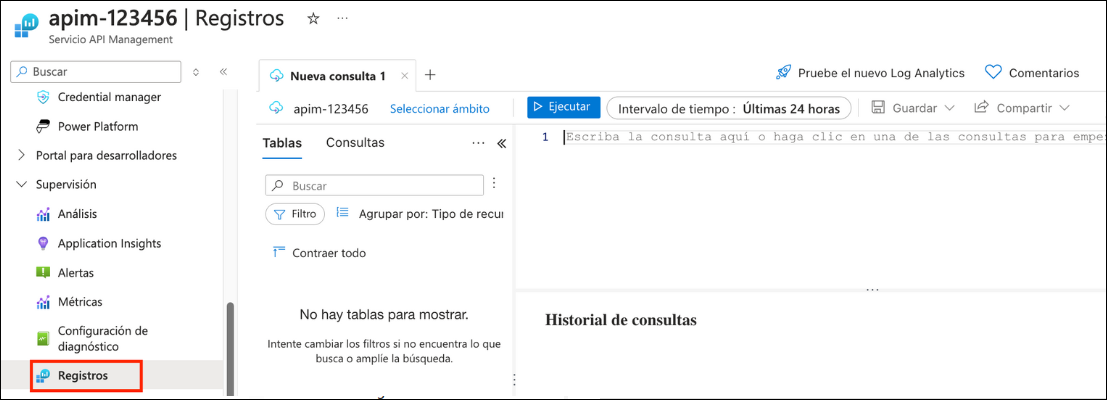 apim-123456 | Registros
Servicio API Management
Buscar
Credential manager
Power Platform
Portal para desarrolladores
Supervisión
Análisis
Application Insights
Alertas
Métricas
Configuración de
diagnóstico
Registros
Nueva consulta 1
Pruebe el nuevo Log Analytics
Comentarios
apim-123456
Seleccionar ámbito
Ejecutar
Intervalo de tiempo : Últimas 24 horas
Guardar
Compartir
Tablas
Consultas
Buscar
Filtro
Agrupar por: Tipo de recur
Contraer todo
No hay tablas para mostrar.
Intente cambiar los filtros si no encuentra lo que
busca o amplíe la búsqueda.
1
Escriba la consulta aquí o haga clic en una de las consultas para empe
Historial de consultas